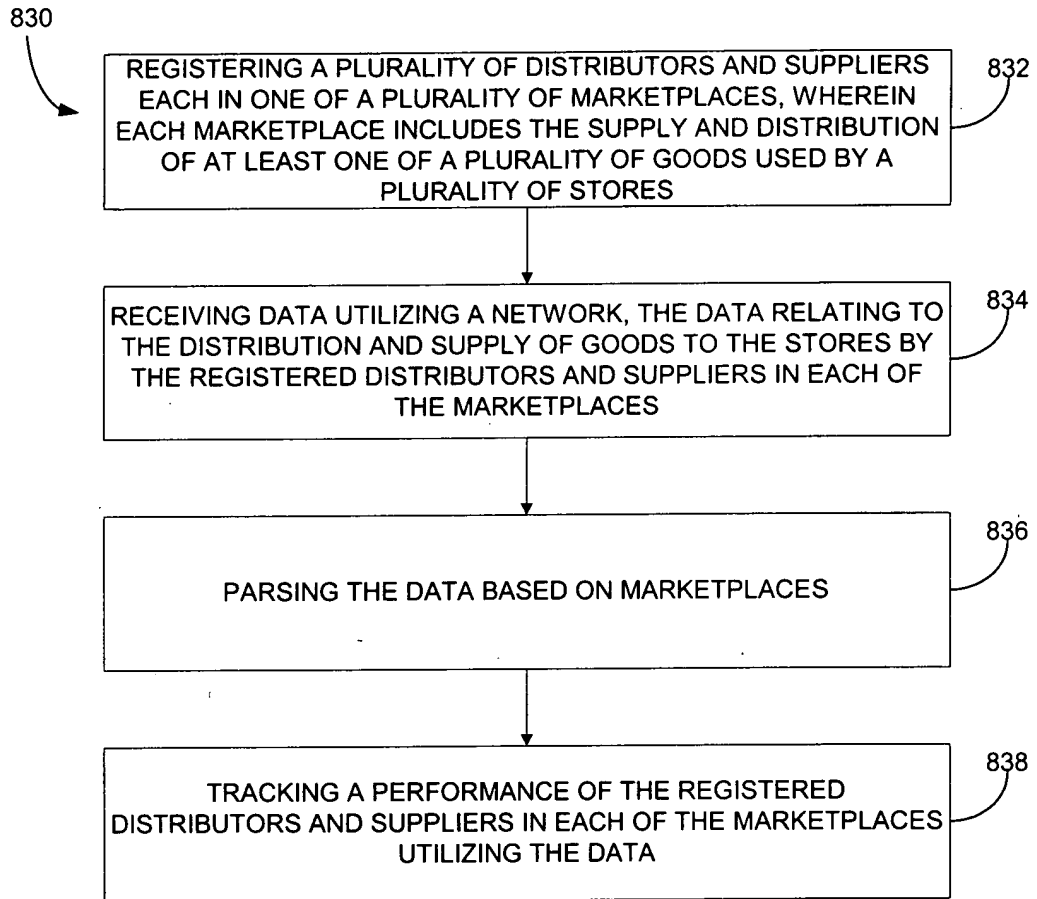 830
REGISTERING A PLURALITY OF DISTRIBUTORS AND SUPPLIERS
EACH IN ONE OF A PLURALITY OF MARKETPLACES, WHEREIN
EACH MARKETPLACE INCLUDES THE SUPPLY AND DISTRIBUTION
OF AT LEAST ONE OF A PLURALITY OF GOODS USED BY A
PLURALITY OF STORES
832
RECEIVING DATA UTILIZING A NETWORK, THE DATA RELATING TO
THE DISTRIBUTION AND SUPPLY OF GOODS TO THE STORES BY
THE REGISTERED DISTRIBUTORS AND SUPPLIERS IN EACH OF
THE MARKETPLACES
834
PARSING THE DATA BASED ON MARKETPLACES
836
TRACKING A PERFORMANCE OF THE REGISTERED
DISTRIBUTORS AND SUPPLIERS IN EACH OF THE MARKETPLACES
UTILIZING THE DATA
838